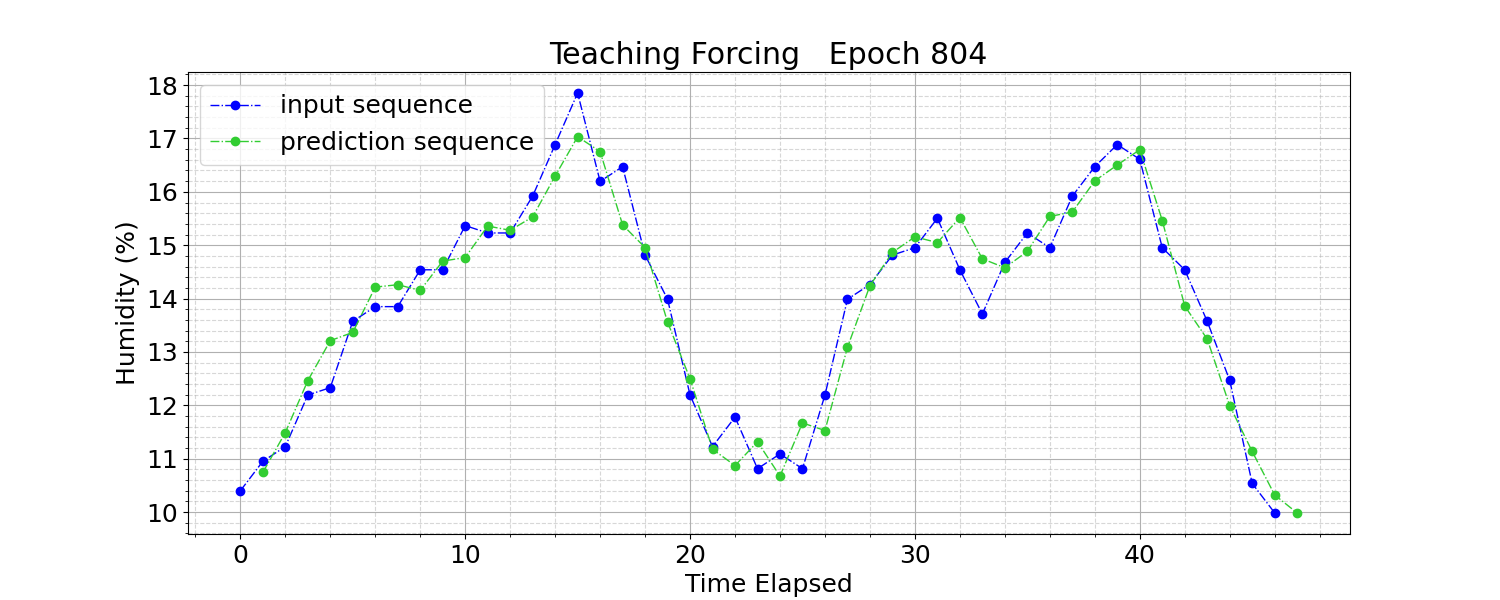 Teaching Forcing   Epoch 804
18
17
16
15
14
13
12
11
10
Humidity (%)
input sequence
prediction sequence
0 10 20 30 40
Time Elapsed